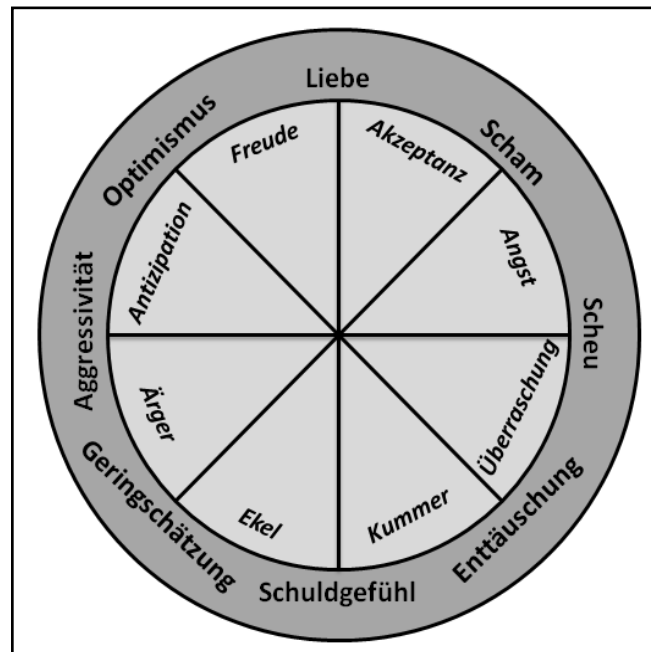 Liebe
Scham
Scheu
Enttäuschung
Schuldgefühl
Geringschätzung
Aggressivität
Optimismus
Freude
Akzeptanz
Angst
Überraschung
Kummer
Ekel
Ärger
Antizipation